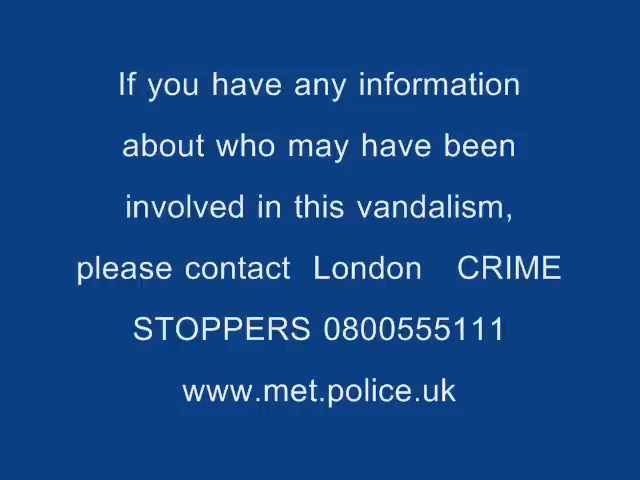 If you have any information
about who may have been
involved in this vandalism,
please contact London CRIME
STOPPERS 0800555111
www.met.police.uk